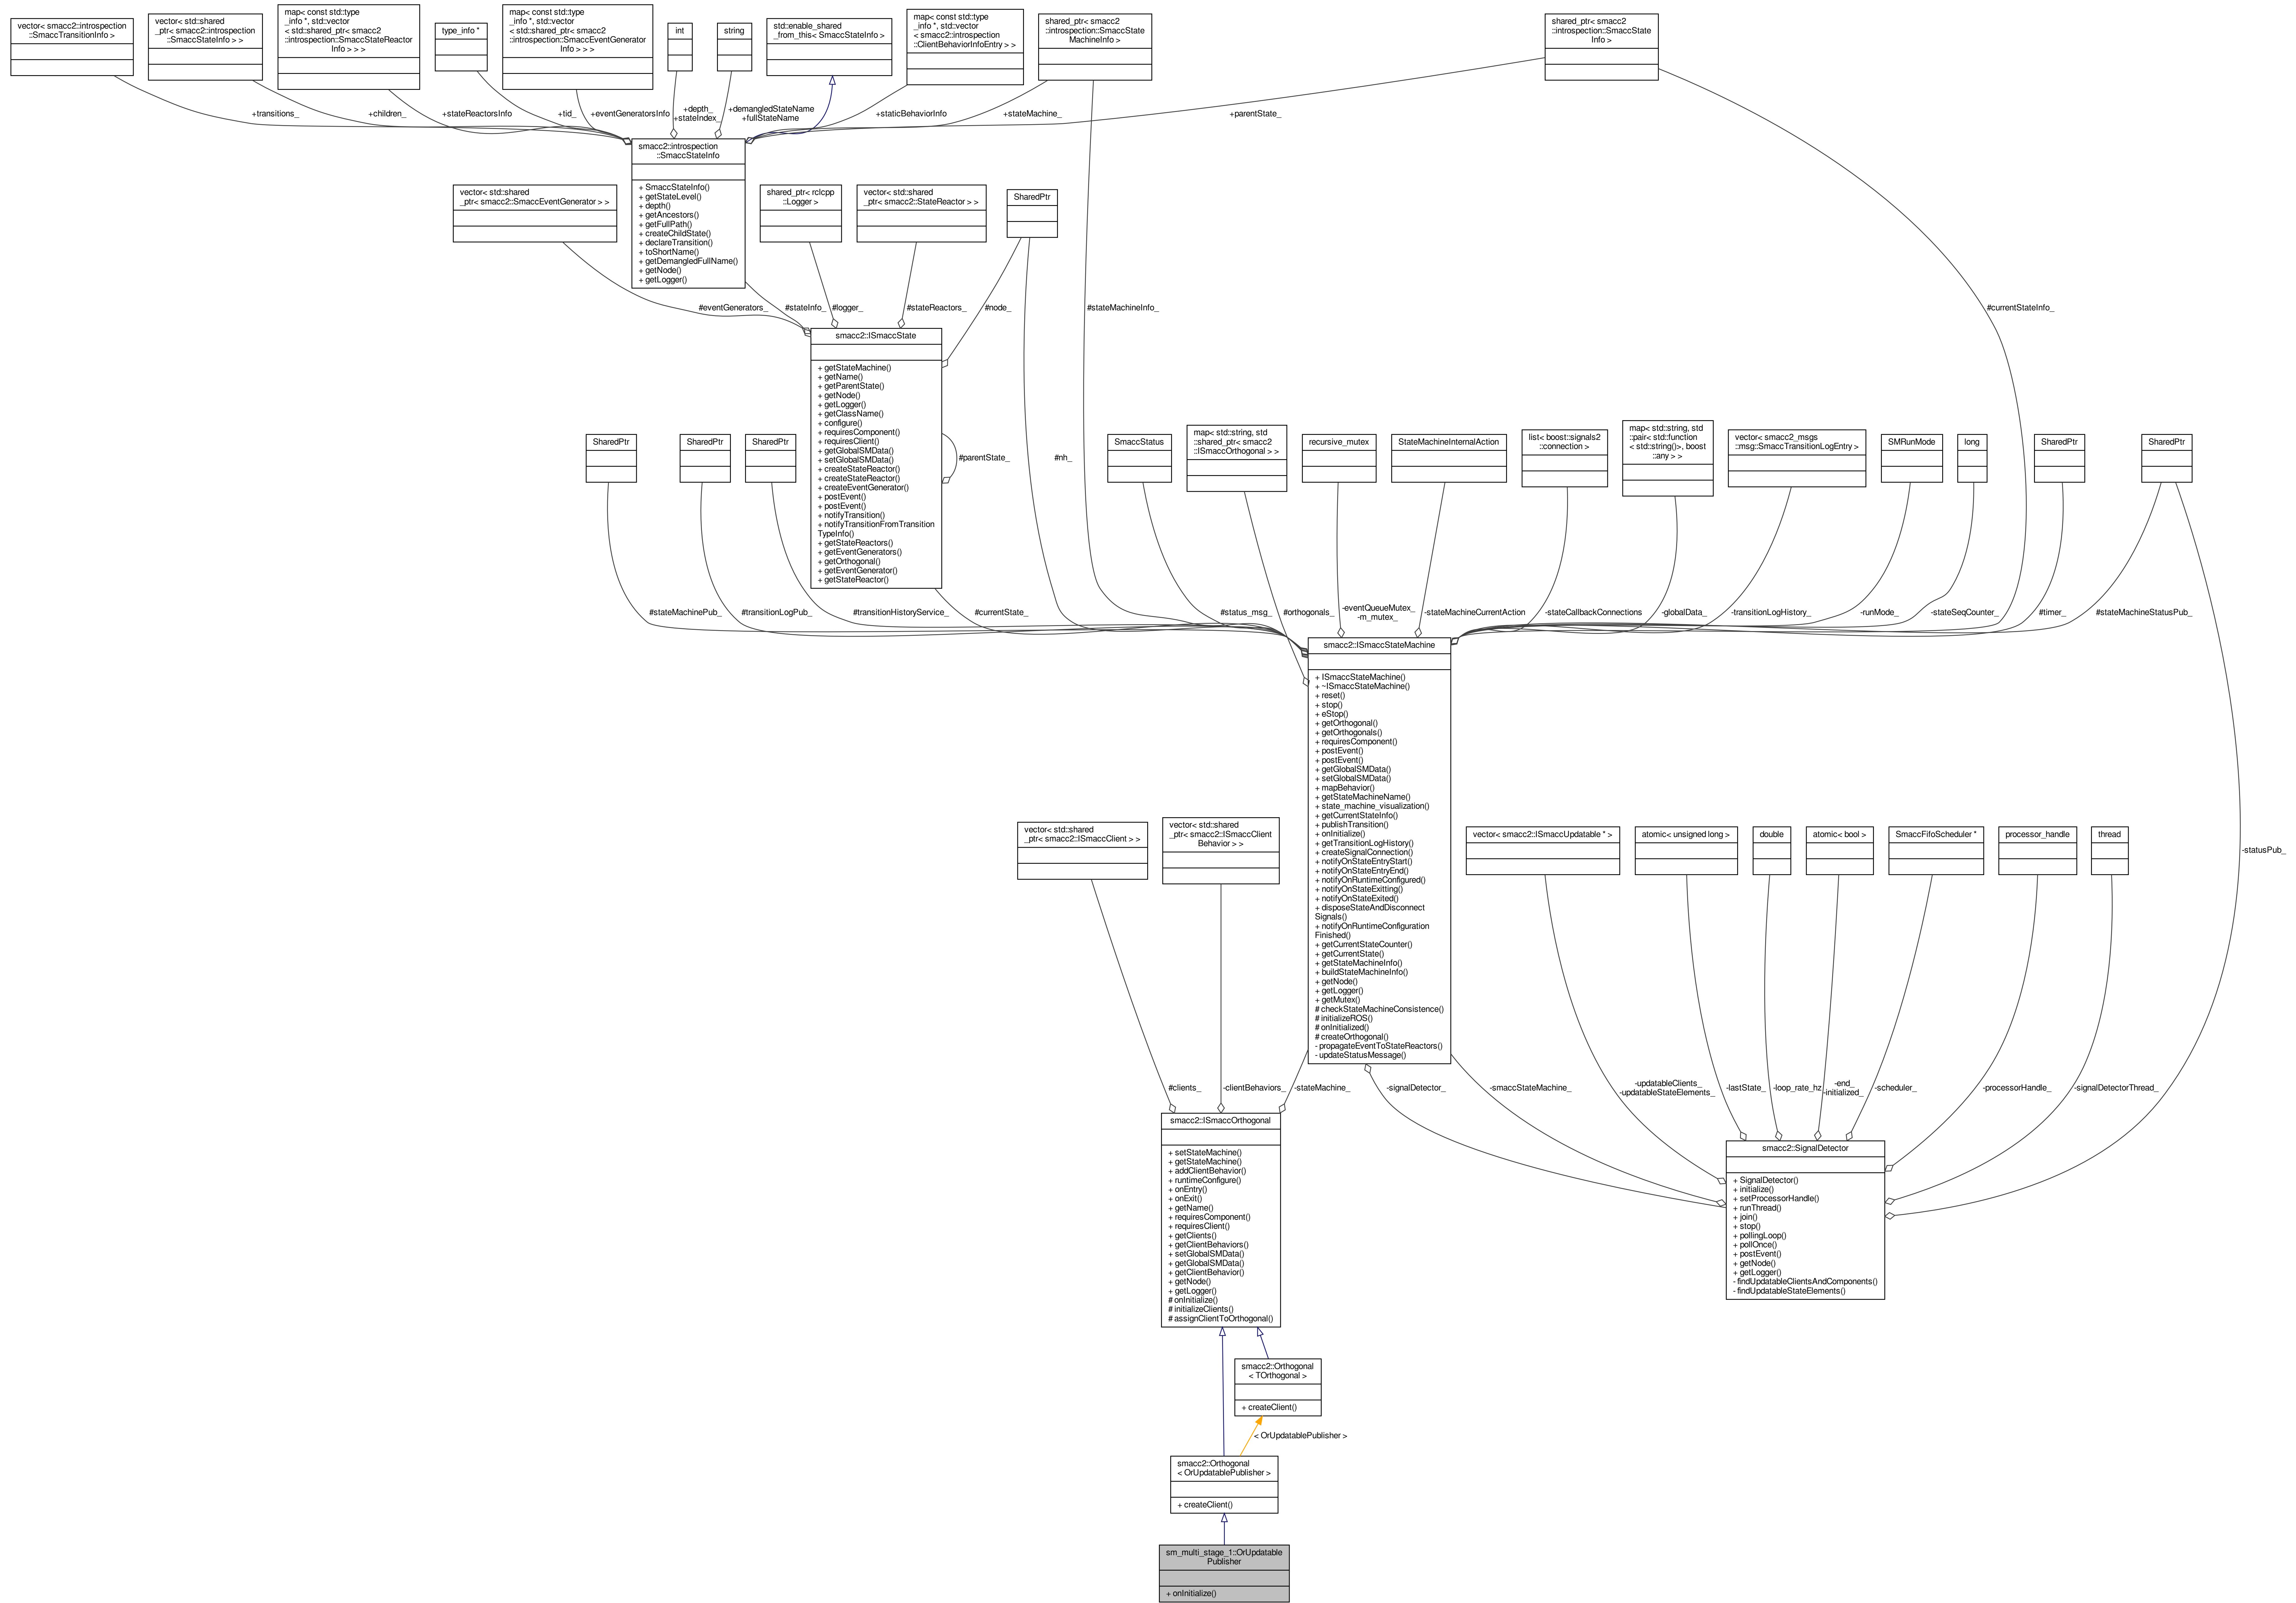 vector< smacc2::introspection
::SmaccTransitionInfo >
vector< std::shared
_ptr< smacc2::introspection
::SmaccStateInfo > >
map< const std::type
_info *, std::vector
< std::shared_ptr< smacc2
::introspection::SmaccStateReactor
Info > > >
type_info *
map< const std::type
_info *, std::vector
< std::shared_ptr< smacc2
::introspection::SmaccEventGenerator
Info > > >
int
string
std::enable_shared
_from_this< SmaccStateInfo >
map< const std::type
_info *, std::vector
< smacc2::introspection
::ClientBehaviorInfoEntry > >
shared_ptr< smacc2
::introspection::SmaccState
MachineInfo >
shared_ptr< smacc2
::introspection::SmaccState
Info >
+transitions_
+children_
+stateReactorsInfo
+tid_
+eventGeneratorsInfo
+depth_
+stateIndex_
+demangledStateName
+fullStateName
+staticBehaviorInfo
+stateMachine_
+parentState_
smacc2::introspection
::SmaccStateInfo
+ SmaccStateInfo()
+ getStateLevel()
+ depth()
+ getAncestors()
+ getFullPath()
+ createChildState()
+ declareTransition()
+ toShortName()
+ getDemangledFullName()
+ getNode()
+ getLogger()
vector< std::shared
_ptr< smacc2::SmaccEventGenerator > >
shared_ptr< rclcpp
::Logger >
vector< std::shared
_ptr< smacc2::StateReactor > >
SharedPtr
#eventGenerators_
#stateInfo_
#logger_
#stateReactors_
#node_
#stateMachineInfo_
#currentStateInfo_
smacc2::ISmaccState
+ getStateMachine()
+ getName()
+ getParentState()
+ getNode()
+ getLogger()
+ getClassName()
+ configure()
+ requiresComponent()
+ requiresClient()
+ getGlobalSMData()
+ setGlobalSMData()
+ createStateReactor()
+ createStateReactor()
+ createEventGenerator()
+ postEvent()
+ postEvent()
+ notifyTransition()
+ notifyTransitionFromTransition
TypeInfo()
+ getStateReactors()
+ getEventGenerators()
+ getOrthogonal()
+ getEventGenerator()
+ getStateReactor()
#parentState_
#nh_
SharedPtr
SharedPtr
SharedPtr
SmaccStatus
map< std::string, std
::shared_ptr< smacc2
::ISmaccOrthogonal > >
recursive_mutex
StateMachineInternalAction
list< boost::signals2
::connection >
map< std::string, std
::pair< std::function
< std::string()>, boost
::any > >
vector< smacc2_msgs
::msg::SmaccTransitionLogEntry >
SMRunMode
long
SharedPtr
SharedPtr
#stateMachinePub_
#transitionLogPub_
#transitionHistoryService_
#currentState_
#status_msg_
#orthogonals_
-eventQueueMutex_
-m_mutex_
-stateMachineCurrentAction
-stateCallbackConnections
-globalData_
-transitionLogHistory_
-runMode_
-stateSeqCounter_
#timer_
#stateMachineStatusPub_
smacc2::ISmaccStateMachine
+ ISmaccStateMachine()
+ ~ISmaccStateMachine()
+ reset()
+ stop()
+ eStop()
+ getOrthogonal()
+ getOrthogonals()
+ requiresComponent()
+ postEvent()
+ postEvent()
+ getGlobalSMData()
+ setGlobalSMData()
+ mapBehavior()
+ getStateMachineName()
+ state_machine_visualization()
+ getCurrentStateInfo()
+ publishTransition()
+ onInitialize()
+ getTransitionLogHistory()
+ createSignalConnection()
+ notifyOnStateEntryStart()
+ notifyOnStateEntryEnd()
+ notifyOnRuntimeConfigured()
+ notifyOnStateExitting()
+ notifyOnStateExited()
+ disposeStateAndDisconnect
Signals()
+ notifyOnRuntimeConfiguration
Finished()
+ getCurrentStateCounter()
+ getCurrentState()
+ getStateMachineInfo()
+ buildStateMachineInfo()
+ getNode()
+ getLogger()
+ getMutex()
# checkStateMachineConsistence()
# initializeROS()
# onInitialized()
# createOrthogonal()
- propagateEventToStateReactors()
- updateStatusMessage()
vector< std::shared
_ptr< smacc2::ISmaccClient > >
vector< std::shared
_ptr< smacc2::ISmaccClient
Behavior > >
vector< smacc2::ISmaccUpdatable * >
atomic< unsigned long >
double
atomic< bool >
SmaccFifoScheduler *
processor_handle
thread
-statusPub_
#clients_
-clientBehaviors_
-stateMachine_
-signalDetector_
-smaccStateMachine_
-updatableClients_
-updatableStateElements_
-lastState_
-loop_rate_hz
-end_
-initialized_
-scheduler_
-processorHandle_
-signalDetectorThread_
smacc2::ISmaccOrthogonal
+ setStateMachine()
+ getStateMachine()
+ addClientBehavior()
+ runtimeConfigure()
+ onEntry()
+ onExit()
+ getName()
+ requiresComponent()
+ requiresClient()
+ getClients()
+ getClientBehaviors()
+ setGlobalSMData()
+ getGlobalSMData()
+ getClientBehavior()
+ getNode()
+ getLogger()
# onInitialize()
# initializeClients()
# assignClientToOrthogonal()
smacc2::SignalDetector
+ SignalDetector()
+ initialize()
+ setProcessorHandle()
+ runThread()
+ join()
+ stop()
+ pollingLoop()
+ pollOnce()
+ postEvent()
+ getNode()
+ getLogger()
- findUpdatableClientsAndComponents()
- findUpdatableStateElements()
smacc2::Orthogonal
< TOrthogonal >
+ createClient()
< OrUpdatablePublisher >
smacc2::Orthogonal
< OrUpdatablePublisher >
+ createClient()
sm_multi_stage_1::OrUpdatable
Publisher
+ onInitialize()